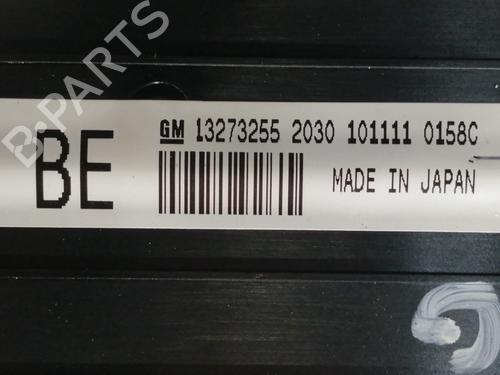 B-PARTS
BE
GM 13273255 2030 101111 0158C
MADE IN JAPAN